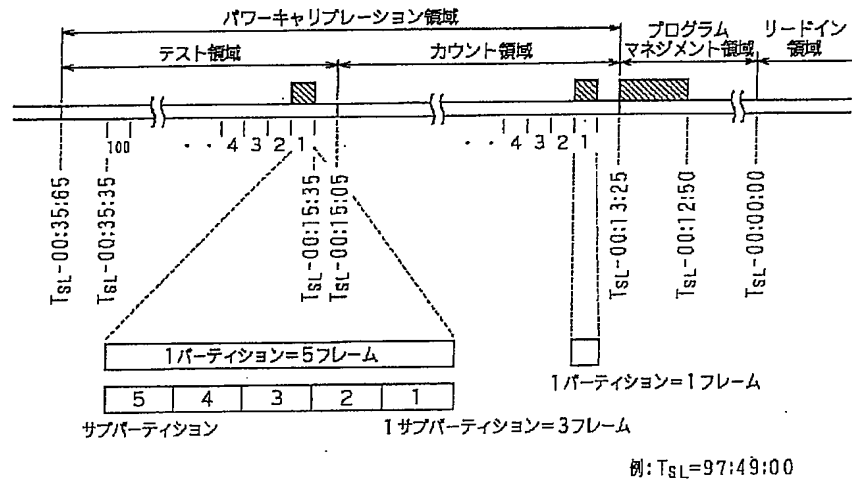 パワーキャリブレーション領域
テスト領域
カウント領域
プログラム
マネジメント領域
リードイン
領域
100
・・4 3 2 1
・・4 3 2 1
TSL-00:35:65
TSL-00:35:35
TSL-00:15:35
TSL-00:15:05
TSL-00:13:25
TSL-00:12:50
TSL-00:00:00
1パーティション=5フレーム
5 4 3 2 1
サブパーティション
1サブパーティション=3フレーム
1パーティション=1フレーム
例:TSL=97:49:00